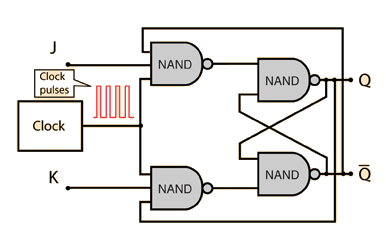 J
NAND
Clock
pulses
NAND
Q
Clock
K
NAND
NAND
Q̅